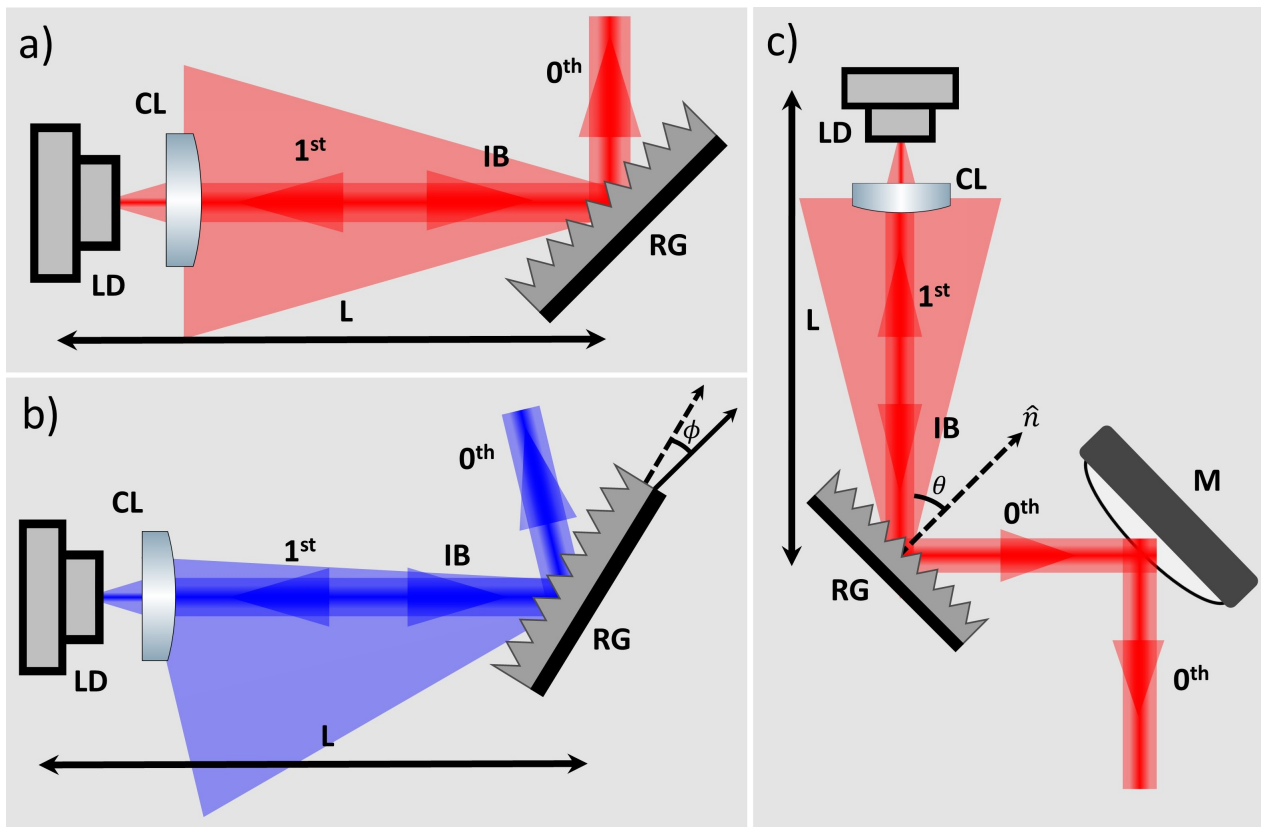 a)
0th
CL
1st
IB
RG
LD
L
b)
0th
ϕ
CL
1st
IB
RG
LD
L
c)
LD
CL
1st
L
IB
n̂
θ
M
0th
RG
0th